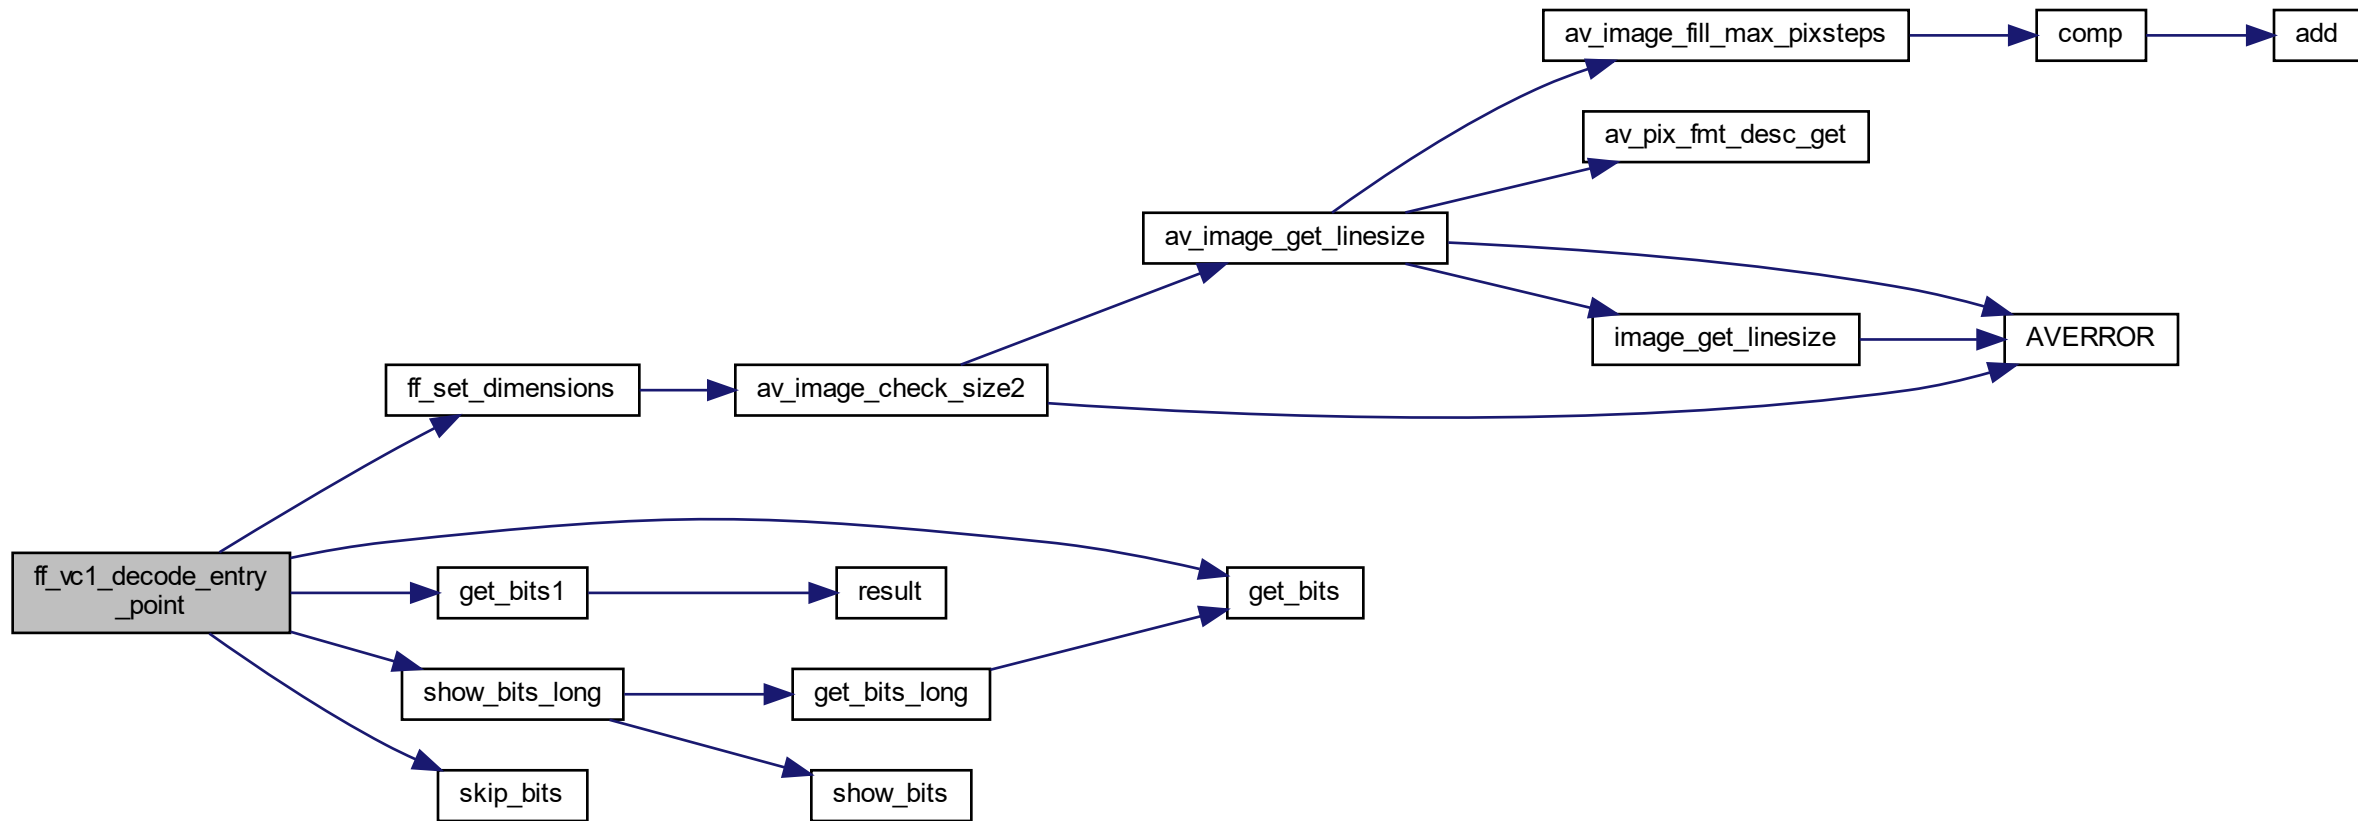 av_image_fill_max_pixsteps
comp
add
av_pix_fmt_desc_get
av_image_get_linesize
image_get_linesize
AVERROR
ff_set_dimensions
av_image_check_size2
ff_vc1_decode_entry
_point
get_bits1
result
get_bits
show_bits_long
get_bits_long
skip_bits
show_bits